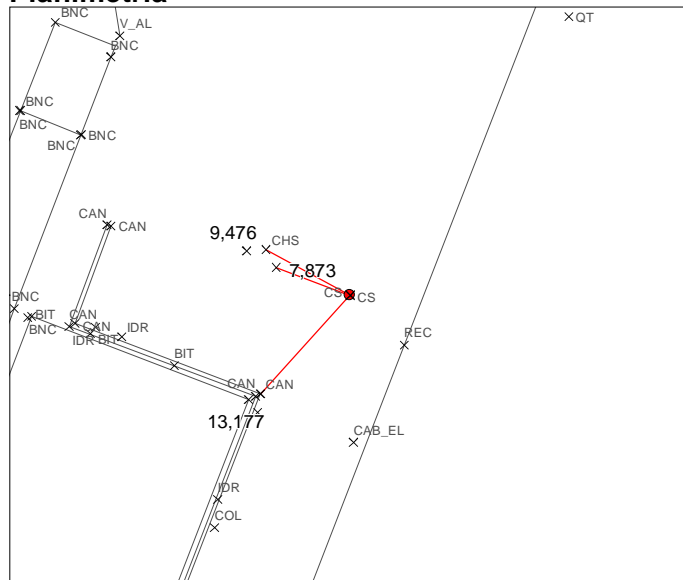 Planimetria
BNC
V_AL
QT
BNC
BNC
BNC
BNC
BNC
CAN
CAN
9,476
CHS
7,873
CS
CS
BNC
BIT
CAN
BNC
CAN
IDR
IDR
BIT
REC
BIT
CAN
CAN
13,177
CAB_EL
IDR
COL